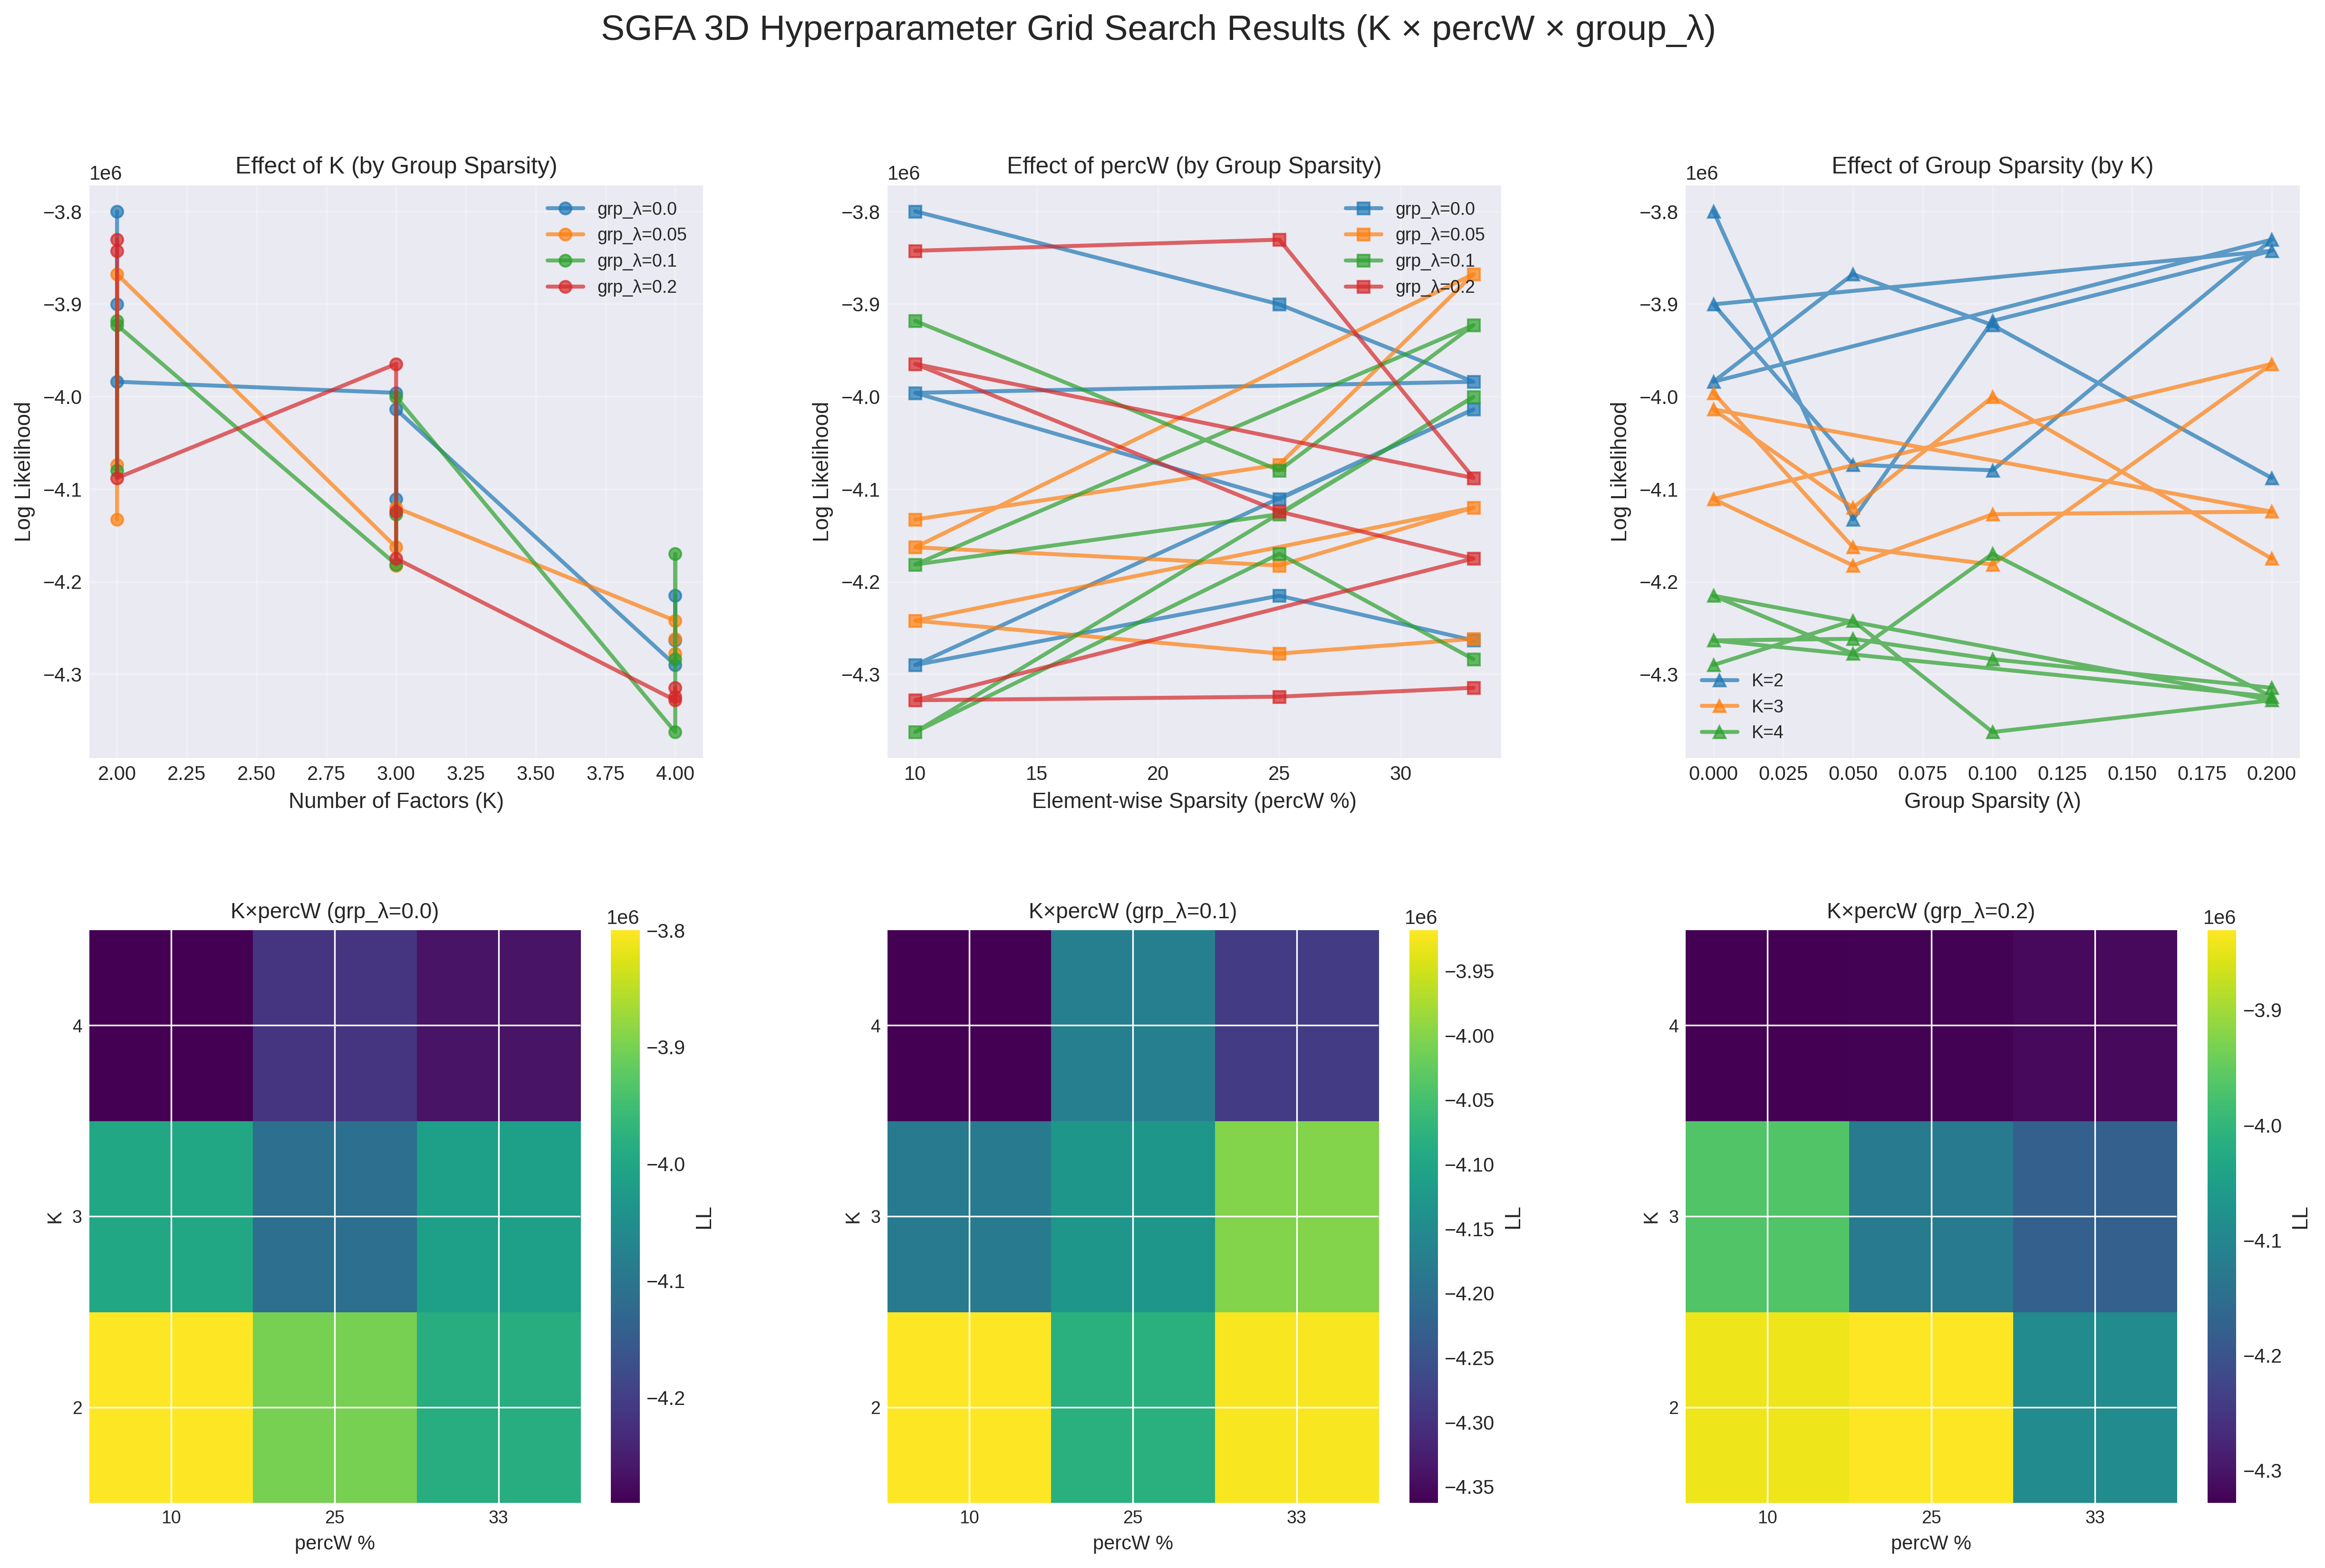 SGFA 3D Hyperparameter Grid Search Results (K × percW × group_λ)
Effect of K (by Group Sparsity)
1e6
−3.8
−3.9
−4.0
−4.1
−4.2
−4.3
Log Likelihood
grp_λ=0.0
grp_λ=0.05
grp_λ=0.1
grp_λ=0.2
2.00 2.25 2.50 2.75 3.00 3.25 3.50 3.75 4.00
Number of Factors (K)
Effect of percW (by Group Sparsity)
1e6
−3.8
−3.9
−4.0
−4.1
−4.2
−4.3
Log Likelihood
grp_λ=0.0
grp_λ=0.05
grp_λ=0.1
grp_λ=0.2
10 15 20 25 30
Element-wise Sparsity (percW %)
Effect of Group Sparsity (by K)
1e6
−3.8
−3.9
−4.0
−4.1
−4.2
−4.3
Log Likelihood
K=2
K=3
K=4
0.000 0.025 0.050 0.075 0.100 0.125 0.150 0.175 0.200
Group Sparsity (λ)
K×percW (grp_λ=0.0)
4
3
2
K
10 25 33
percW %
1e6
−3.8
−3.9
−4.0
−4.1
−4.2
LL
K×percW (grp_λ=0.1)
4
3
2
K
10 25 33
percW %
1e6
−3.95
−4.00
−4.05
−4.10
−4.15
−4.20
−4.25
−4.30
−4.35
LL
K×percW (grp_λ=0.2)
4
3
2
K
10 25 33
percW %
1e6
−3.9
−4.0
−4.1
−4.2
−4.3
LL